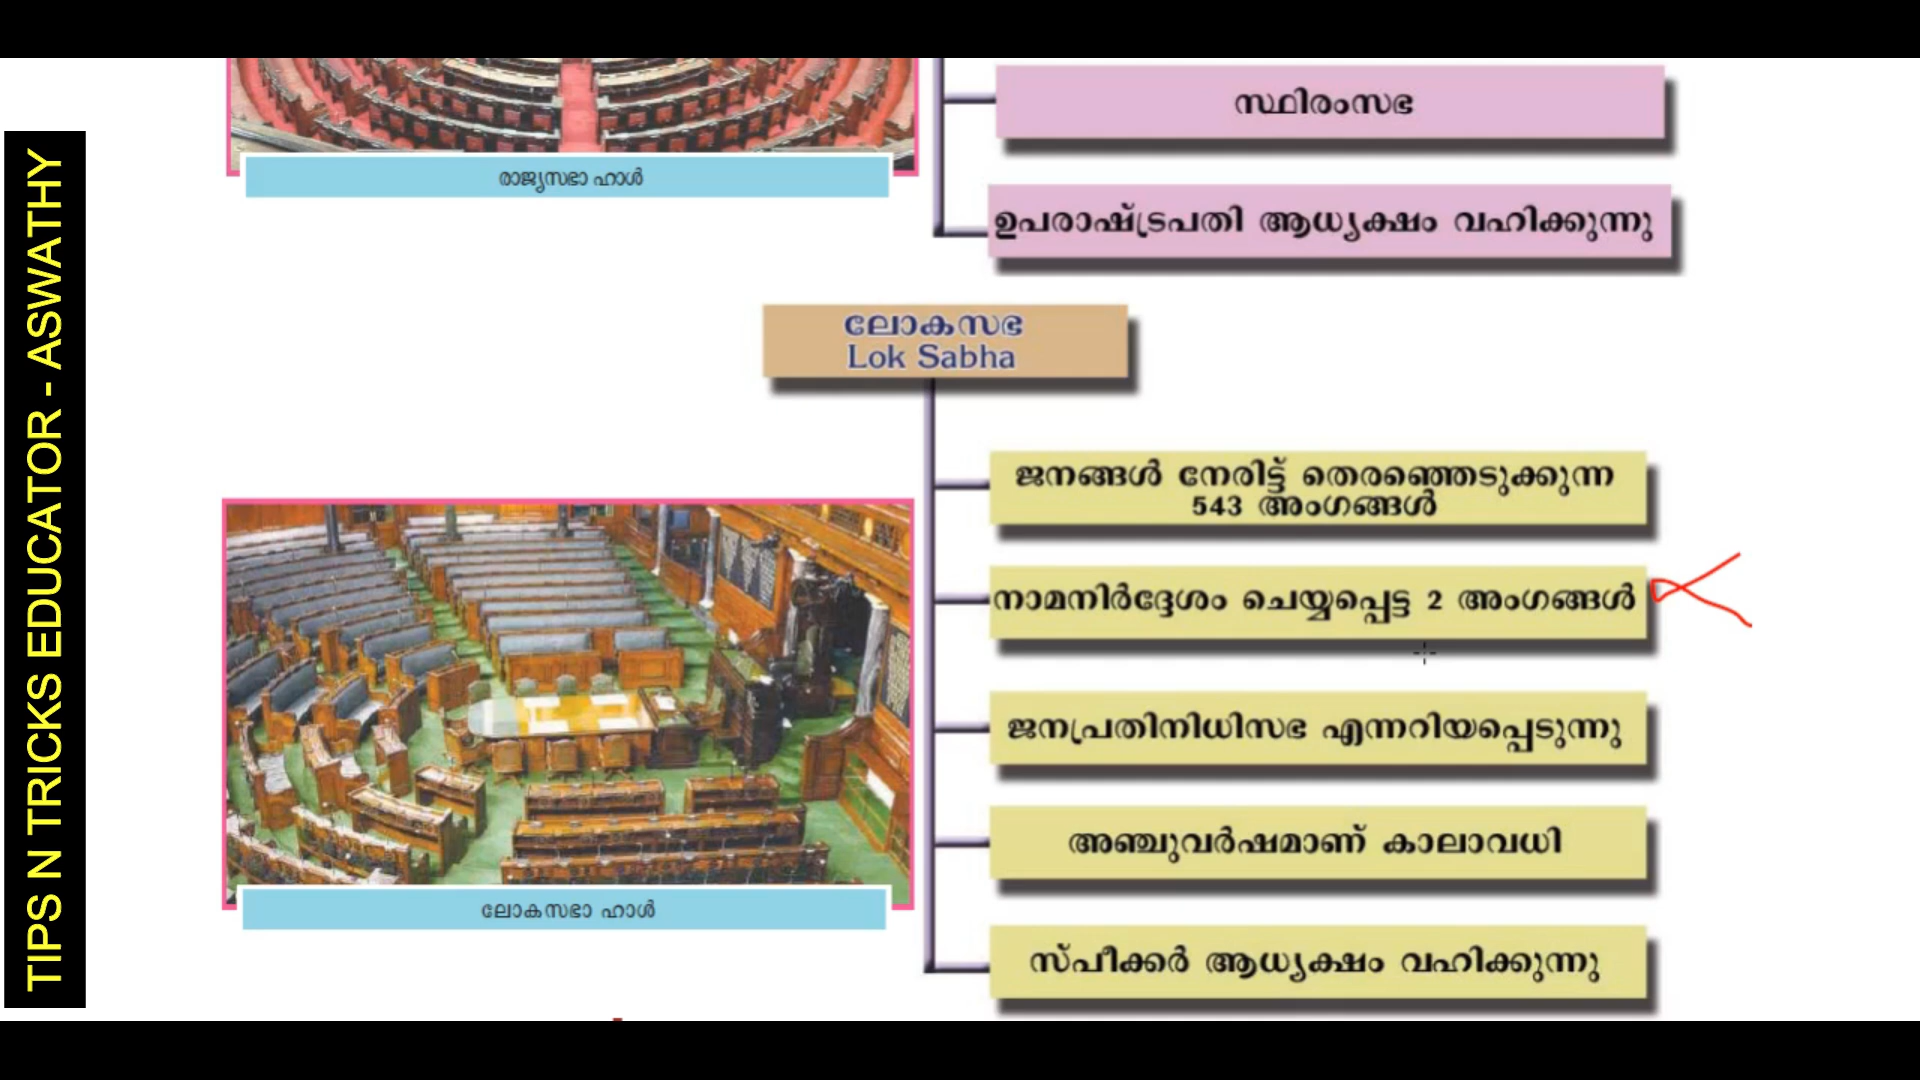 TIPS N TRICKS EDUCATOR - ASWATHY
സ്ഥിരംസഭ
രാജ്യസഭാ ഹാൾ
ഉപരാഷ്ട്രപതി ആധ്യക്ഷം വഹിക്കുന്നു
ലോകസഭ
Lok Sabha
ജനങ്ങൾ നേരിട്ട് തെരഞ്ഞെടുക്കുന്ന
543 അംഗങ്ങൾ
നാമനിർദ്ദേശം ചെയ്യപ്പെട്ട 2 അംഗങ്ങൾ
ജനപ്രതിനിധിസഭ എന്നറിയപ്പെടുന്നു
അഞ്ചുവർഷമാണ് കാലാവധി
ലോകസഭാ ഹാൾ
സ്പീക്കർ ആധ്യക്ഷം വഹിക്കുന്നു